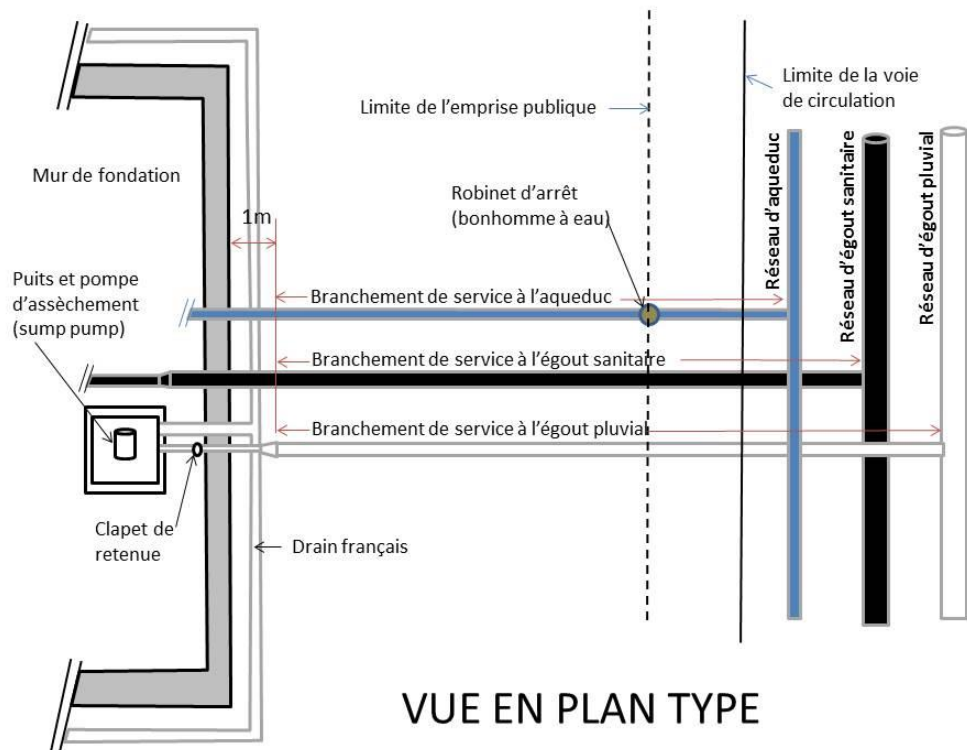 Limite de l'emprise publique
Limite de la voie
de circulation
Mur de fondation
1m
Robinet d'arrêt
(bonhomme à eau)
Réseau d'aqueduc
Réseau d'égout sanitaire
Réseau d'égout pluvial
Puits et pompe
d'assèchement
(sump pump)
Branchement de service à l'aqueduc
Branchement de service à l'égout sanitaire
Branchement de service à l'égout pluvial
Clapet de
retenue
Drain français
VUE EN PLAN TYPE